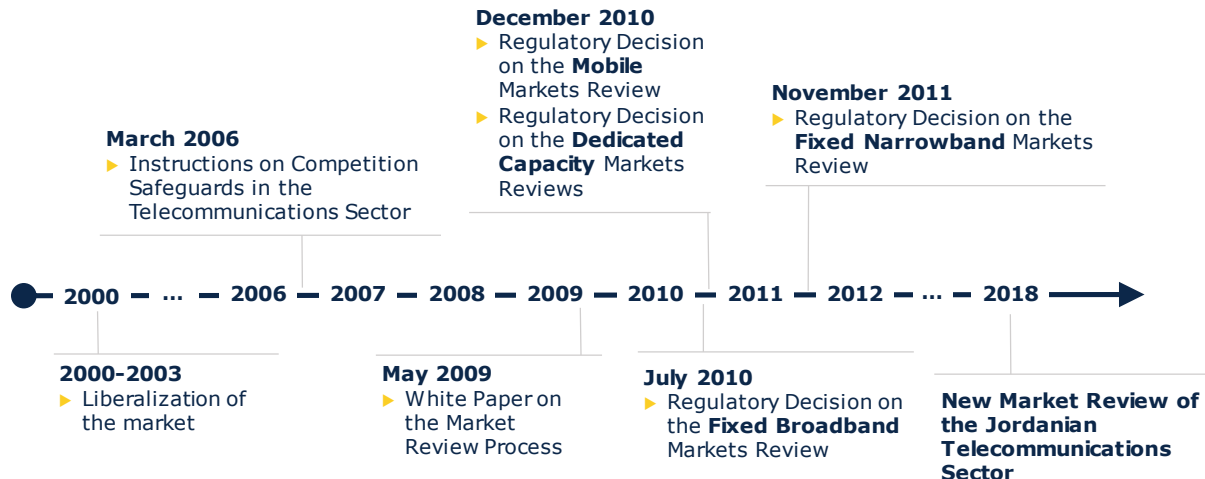 December 2010
Regulatory Decision
on the Mobile
Markets Review
Regulatory Decision
on the Dedicated
Capacity Markets
Reviews
November 2011
Regulatory Decision on the
Fixed Narrowband Markets
Review
March 2006
Instructions on Competition
Safeguards in the
Telecommunications Sector
2000 ... 2006 2007 2008 2009 2010 2011 2012 ... 2018
2000-2003
Liberalization of
the market
May 2009
White Paper on
the Market
Review Process
July 2010
Regulatory Decision on
the Fixed Broadband
Markets Review
New Market Review of
the Jordanian
Telecommunications
Sector